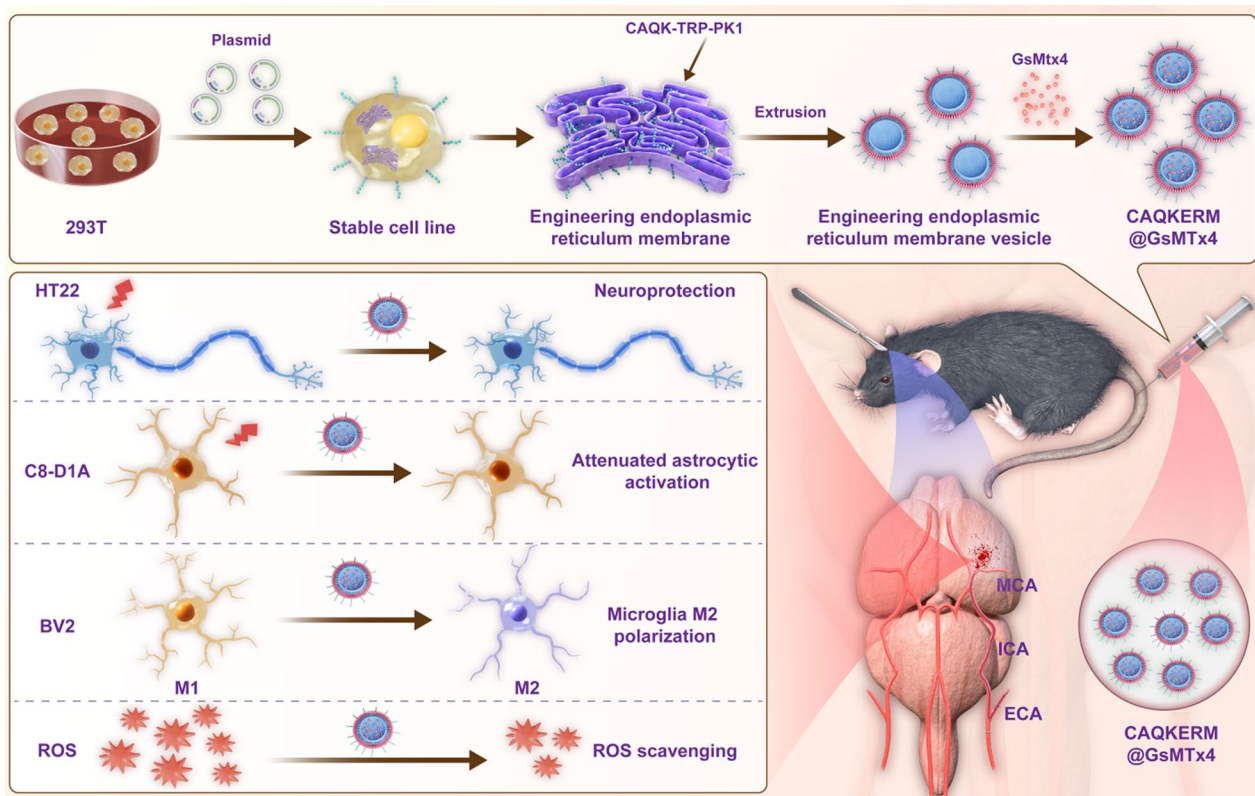 Plasmid
CAQK-TRP-PK1
GsMtx4
Extrusion
293T
Stable cell line
Engineering endoplasmic
reticulum membrane
Engineering endoplasmic
reticulum membrane vesicle
CAQKERM
@GsMTx4
HT22
Neuroprotection
C8-D1A
Attenuated astrocytic
activation
BV2
Microglia M2
polarization
M1
M2
ROS
ROS scavenging
MCA
ICA
ECA
CAQKERM
@GsMTx4